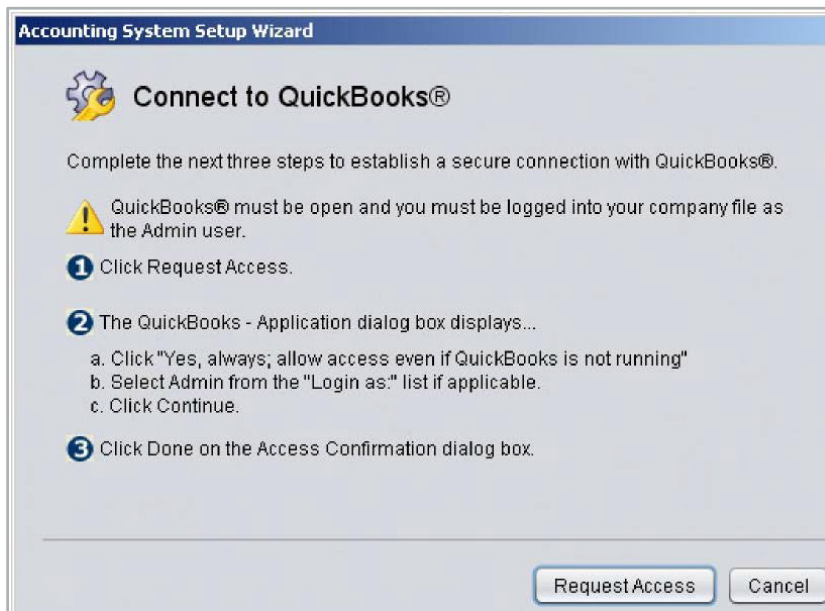 Accounting System Setup Wizard
Connect to QuickBooks®
Complete the next three steps to establish a secure connection with QuickBooks®.
QuickBooks® must be open and you must be logged into your company file as
the Admin user.
1 Click Request Access.
2 The QuickBooks - Application dialog box displays...
a. Click "Yes, always; allow access even if QuickBooks is not running"
b. Select Admin from the "Login as:" list if applicable.
c. Click Continue.
3 Click Done on the Access Confirmation dialog box.
Request Access Cancel